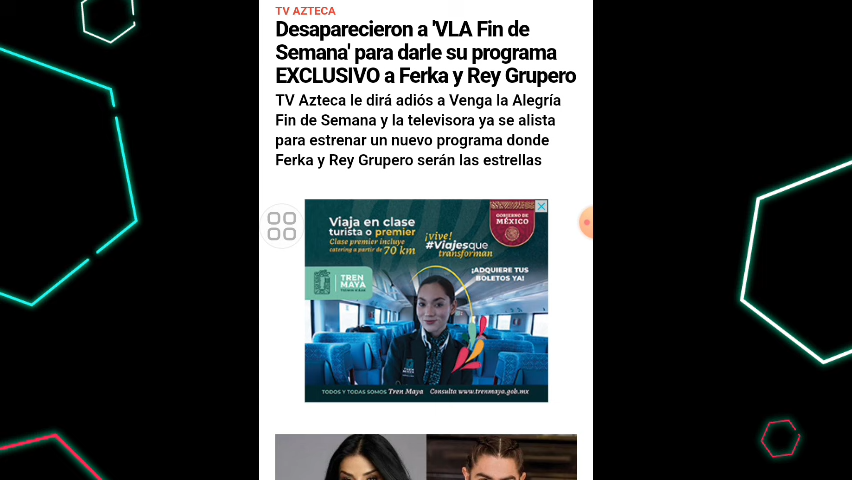 TV AZTECA
Desaparecieron a 'VLA Fin de
Semana' para darle su programa
EXCLUSIVO a Ferka y Rey Grupero
TV Azteca le dirá adiós a Venga la Alegría
Fin de Semana y la televisora ya se alista
para estrenar un nuevo programa donde
Ferka y Rey Grupero serán las estrellas
Viaja en clase
turista o premier
Clase premier incluye
catering a partir de 70 km
¡vive!
#Viajesque
transforman
GOBIERNO DE
MÉXICO
¡ADQUIERE TUS
BOLETOS YA!
TREN
MAYA
TODOS Y TODAS SOMOS Tren Maya Consulta www.trenmaya.gob.mx